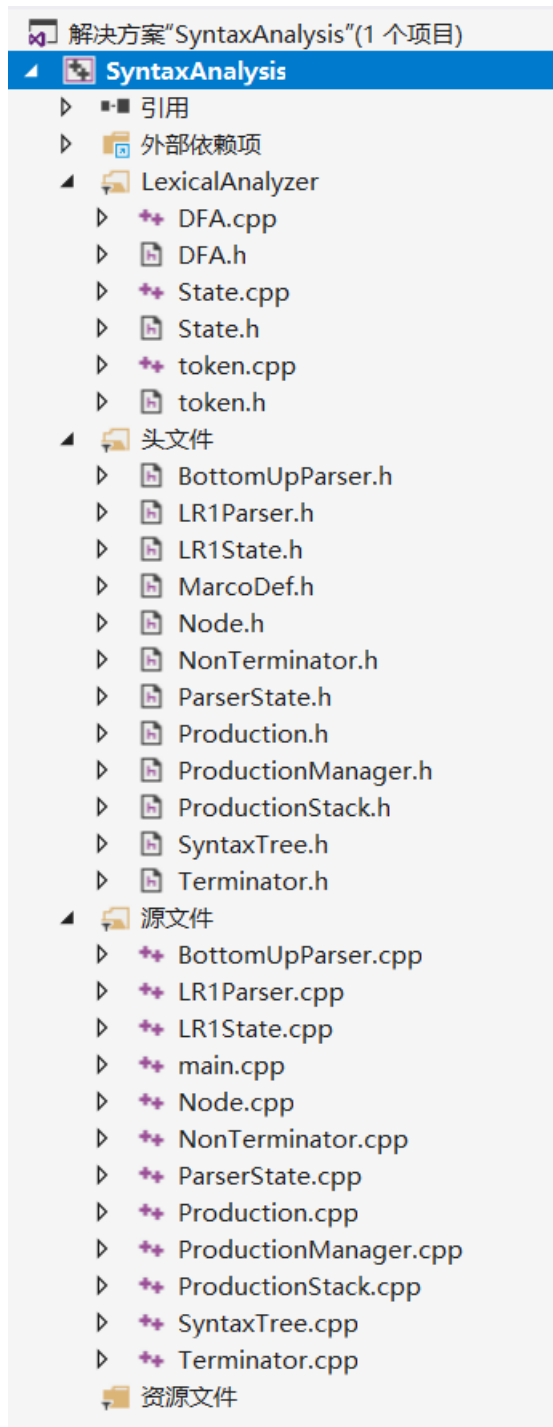 解决方案“SyntaxAnalysis”(1 个项目)
SyntaxAnalysis
引用
外部依赖项
LexicalAnalyzer
DFA.cpp
DFA.h
State.cpp
State.h
token.cpp
token.h
头文件
BottomUpParser.h
LR1Parser.h
LR1State.h
MarcoDef.h
Node.h
NonTerminator.h
ParserState.h
Production.h
ProductionManager.h
ProductionStack.h
SyntaxTree.h
Terminator.h
源文件
BottomUpParser.cpp
LR1Parser.cpp
LR1State.cpp
main.cpp
Node.cpp
NonTerminator.cpp
ParserState.cpp
Production.cpp
ProductionManager.cpp
ProductionStack.cpp
SyntaxTree.cpp
Terminator.cpp
资源文件